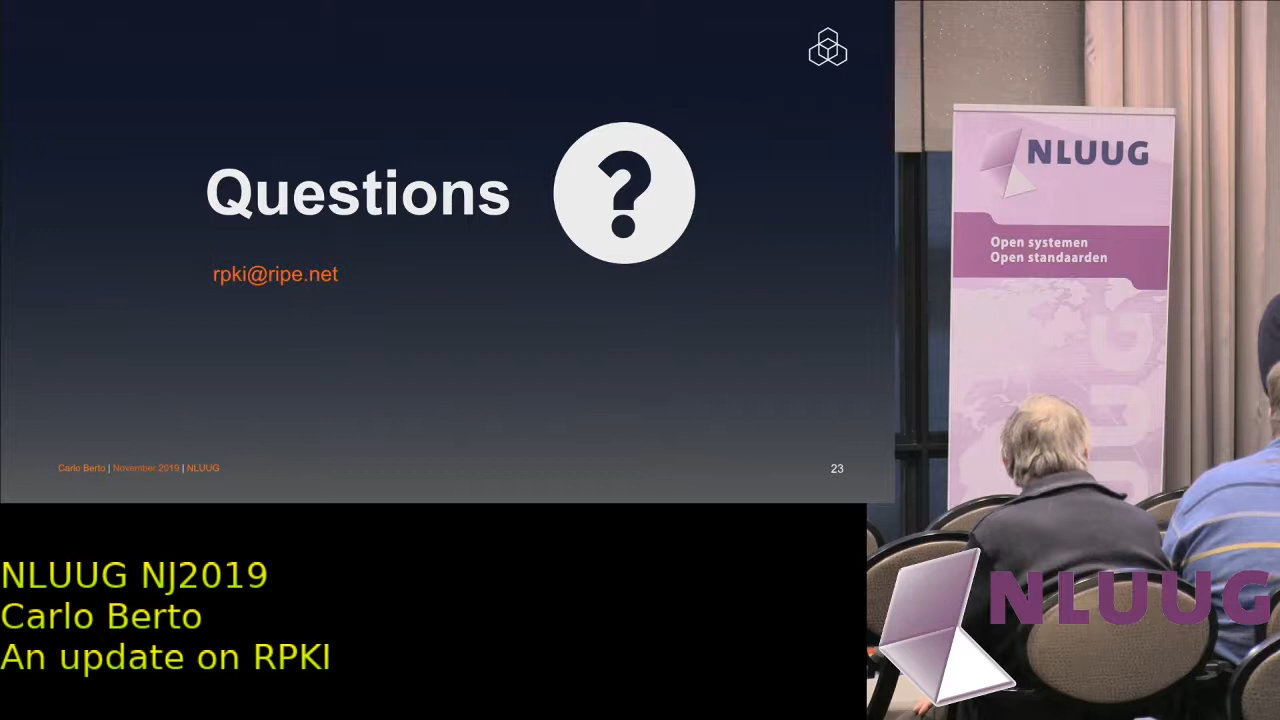 Questions
?
rpki@ripe.net
Carlo Berto | November 2019 | NLUUG
23
NLUUG
Open systemen
Open standaarden
NLUUG
NLUUG NJ2019
Carlo Berto
An update on RPKI
NLUUG